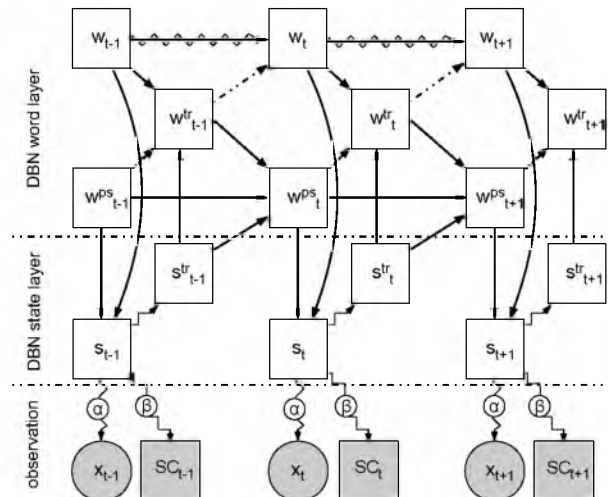 DBN word layer
w_{t-1} w_t w_{t+1}
w^{tr}_{t-1} w^{tr}_t w^{tr}_{t+1}
w^{ps}_{t-1} w^{ps}_t w^{ps}_{t+1}
DBN state layer
s^{tr}_{t-1} s^{tr}_t s^{tr}_{t+1}
s_{t-1} s_t s_{t+1}
observation
α β α β α β
x_{t-1} SC_{t-1} x_t SC_t x_{t+1} SC_{t+1}